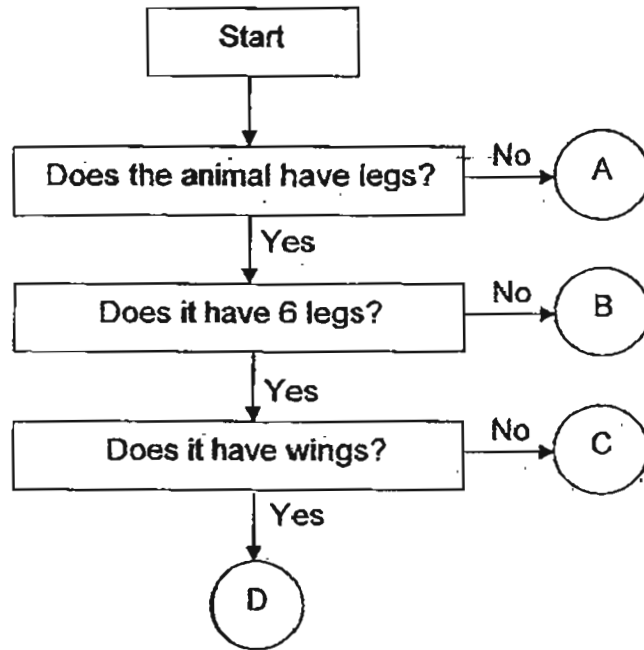 Start
Does the animal have legs?
No
A
Yes
Does it have 6 legs?
No
B
Yes
Does it have wings?
No
C
Yes
D